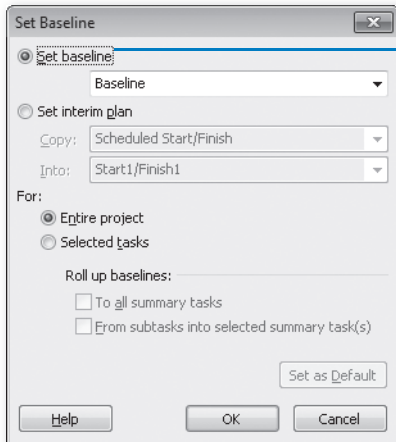 Set Baseline
Set baseline
Baseline
Set interim plan
Copy: Scheduled Start/Finish
Into: Start1/Finish1
For:
Entire project
Selected tasks
Roll up baselines:
To all summary tasks
From subtasks into selected summary task(s)
Set as Default
Help OK Cancel